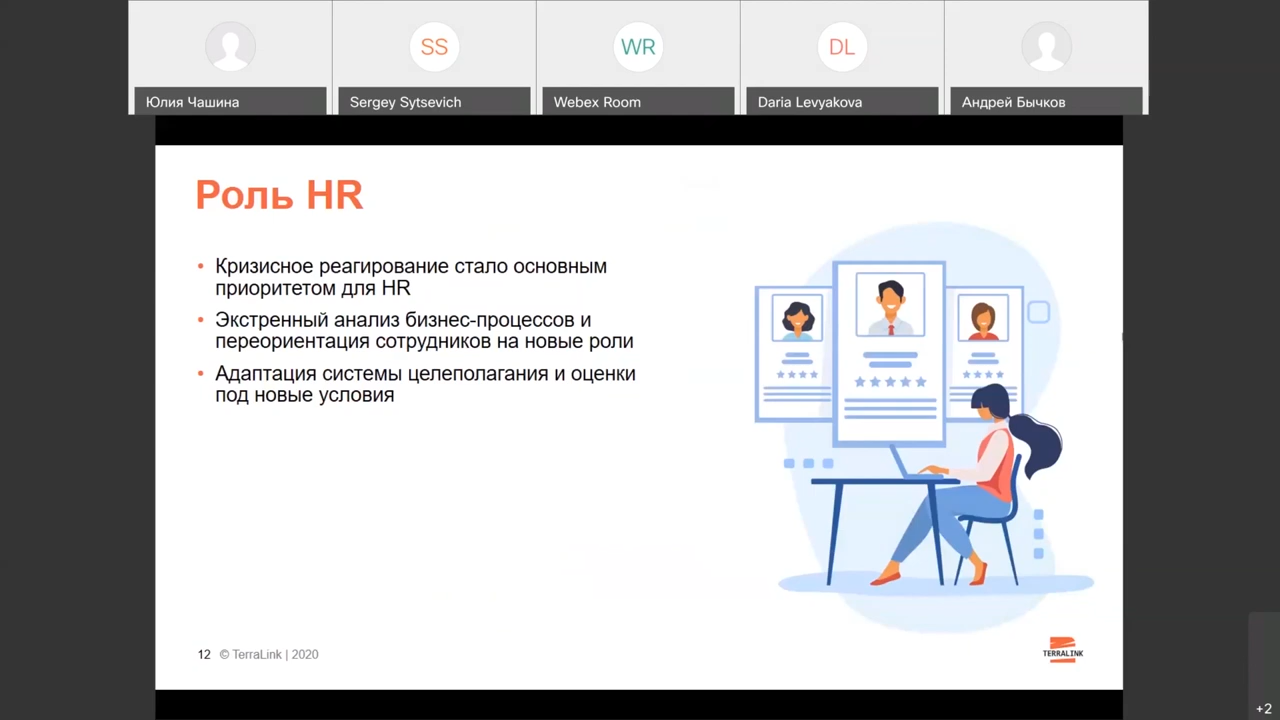 SS
WR
DL
Юлия Чашина
Sergey Sytsevich
Webex Room
Daria Levyakova
Андрей Бычков
Роль HR
• Кризисное реагирование стало основным
приоритетом для HR
• Экстренный анализ бизнес-процессов и
переориентация сотрудников на новые роли
• Адаптация системы целеполагания и оценки
под новые условия
12 © TerraLink | 2020
TERRALINK
+2